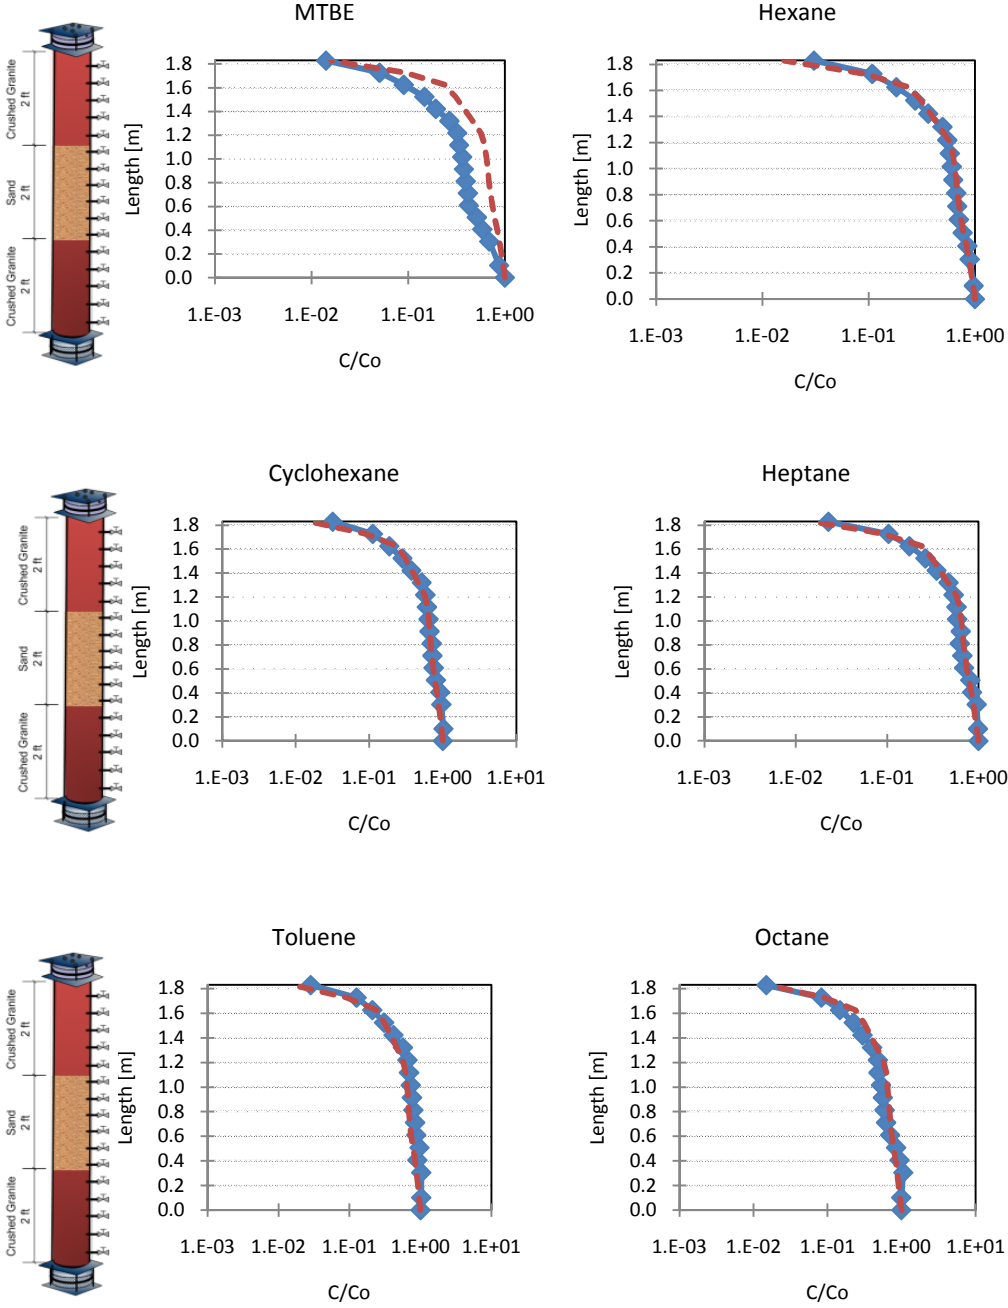 MTBE
Crushed Granite
2 ft
Sand
2 ft
Crushed Granite
2 ft
Length [m]
1.8
1.6
1.4
1.2
1.0
0.8
0.6
0.4
0.2
0.0
1.E-03 1.E-02 1.E-01 1.E+00
C/Co
Hexane
Length [m]
1.8
1.6
1.4
1.2
1.0
0.8
0.6
0.4
0.2
0.0
1.E-03 1.E-02 1.E-01 1.E+00
C/Co
Cyclohexane
Crushed Granite
2 ft
Sand
2 ft
Crushed Granite
2 ft
Length [m]
1.8
1.6
1.4
1.2
1.0
0.8
0.6
0.4
0.2
0.0
1.E-03 1.E-02 1.E-01 1.E+00 1.E+01
C/Co
Heptane
Length [m]
1.8
1.6
1.4
1.2
1.0
0.8
0.6
0.4
0.2
0.0
1.E-03 1.E-02 1.E-01 1.E+00
C/Co
Toluene
Crushed Granite
2 ft
Sand
2 ft
Crushed Granite
2 ft
Length [m]
1.8
1.6
1.4
1.2
1.0
0.8
0.6
0.4
0.2
0.0
1.E-03 1.E-02 1.E-01 1.E+00 1.E+01
C/Co
Octane
Length [m]
1.8
1.6
1.4
1.2
1.0
0.8
0.6
0.4
0.2
0.0
1.E-03 1.E-02 1.E-01 1.E+00 1.E+01
C/Co